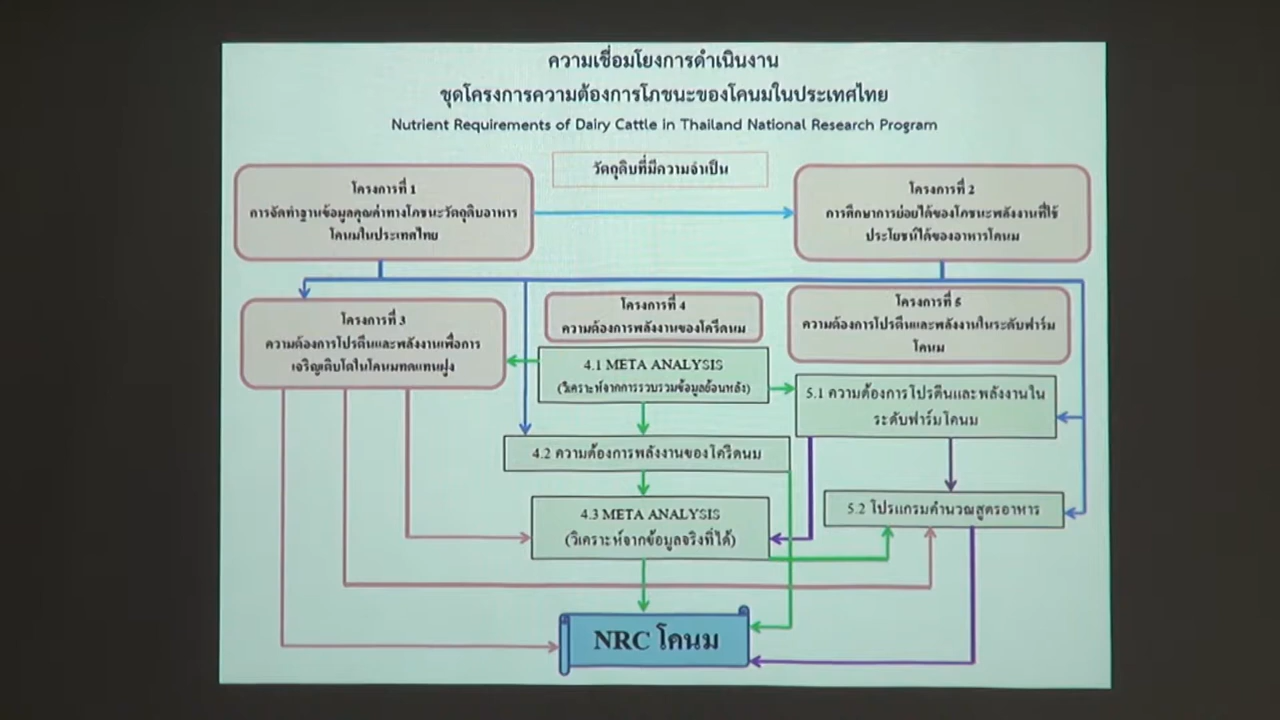 ความเชื่อมโยงการดำเนินงาน
ชุดโครงการความต้องการโภชนะของโคนมในประเทศไทย
Nutrient Requirements of Dairy Cattle in Thailand National Research Program
วัตถุดิบที่มีความจำเป็น
โครงการที่ 1
การจัดทำฐานข้อมูลคุณค่าทางโภชนะวัตถุดิบอาหาร
โคนมในประเทศไทย
โครงการที่ 2
การศึกษาการย่อยได้ของโภชนะพลังงานที่ใช้
ประโยชน์ได้ของอาหารโคนม
โครงการที่ 3
ความต้องการโปรตีนและพลังงานเพื่อการ
เจริญเติบโตในโคนมทดแทนฝูง
โครงการที่ 4
ความต้องการพลังงานของโครีดนม
โครงการที่ 5
ความต้องการโปรตีนและพลังงานในระดับฟาร์ม
โคนม
4.1 META ANALYSIS
(วิเคราะห์จากการรวบรวมข้อมูลย้อนหลัง)
5.1 ความต้องการโปรตีนและพลังงานใน
ระดับฟาร์มโคนม
4.2 ความต้องการพลังงานของโครีดนม
4.3 META ANALYSIS
(วิเคราะห์จากข้อมูลจริงที่ได้)
5.2 โปรแกรมคำนวณสูตรอาหาร
NRC โคนม